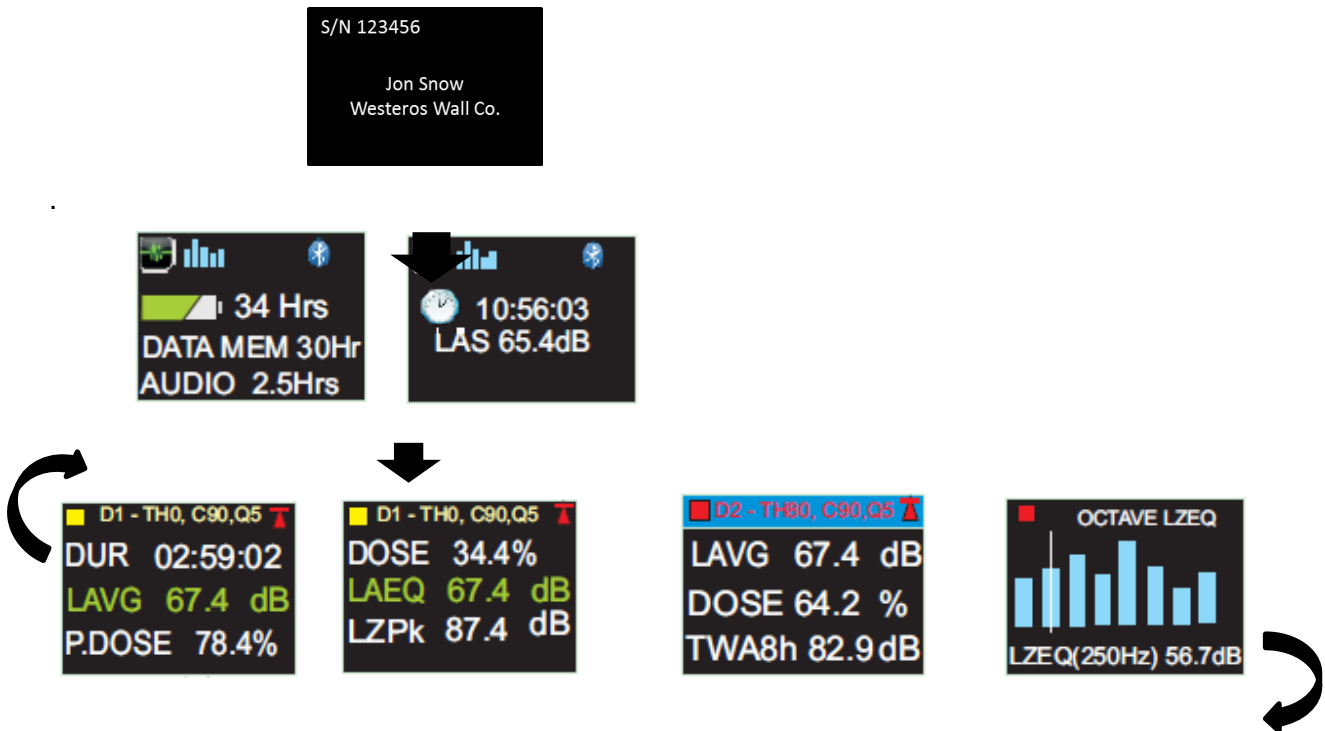 S/N 123456
Jon Snow
Westeros Wall Co.
.
34 Hrs
DATA MEM 30Hr
AUDIO 2.5Hrs
10:56:03
LAS 65.4dB
D1 - TH0, C90,Q5
DUR 02:59:02
LAVG 67.4 dB
P.DOSE 78.4%
D1 - TH0, C90,Q5
DOSE 34.4%
LAEQ 67.4 dB
LZPk 87.4 dB
D2 - TH80, C90,Q5
LAVG 67.4 dB
DOSE 64.2 %
TWA8h 82.9 dB
OCTAVE LZEQ
LZEQ(250Hz) 56.7dB